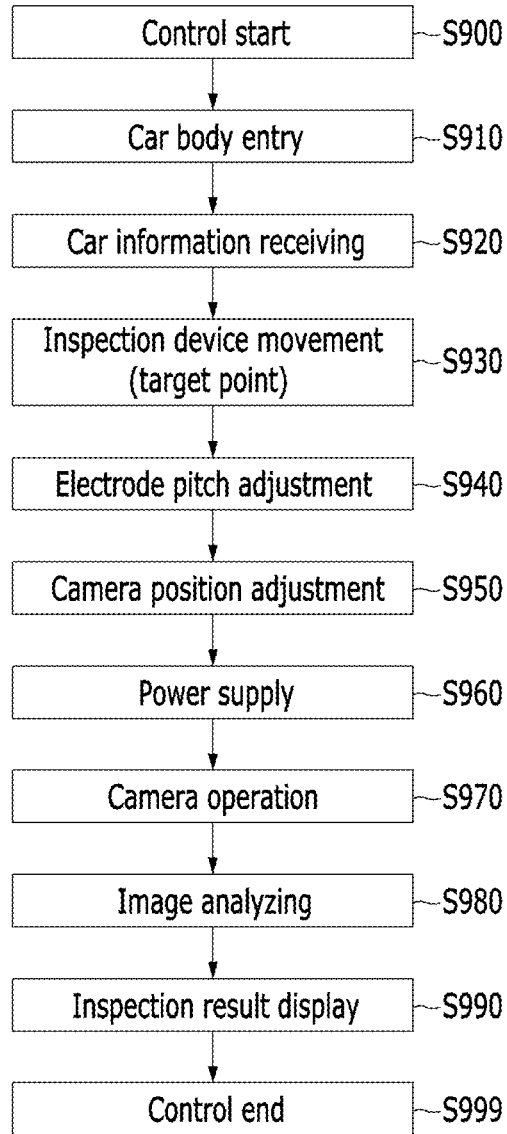 Control start S900
Car body entry S910
Car information receiving S920
Inspection device movement
(target point) S930
Electrode pitch adjustment S940
Camera position adjustment S950
Power supply S960
Camera operation S970
Image analyzing S980
Inspection result display S990
Control end S999